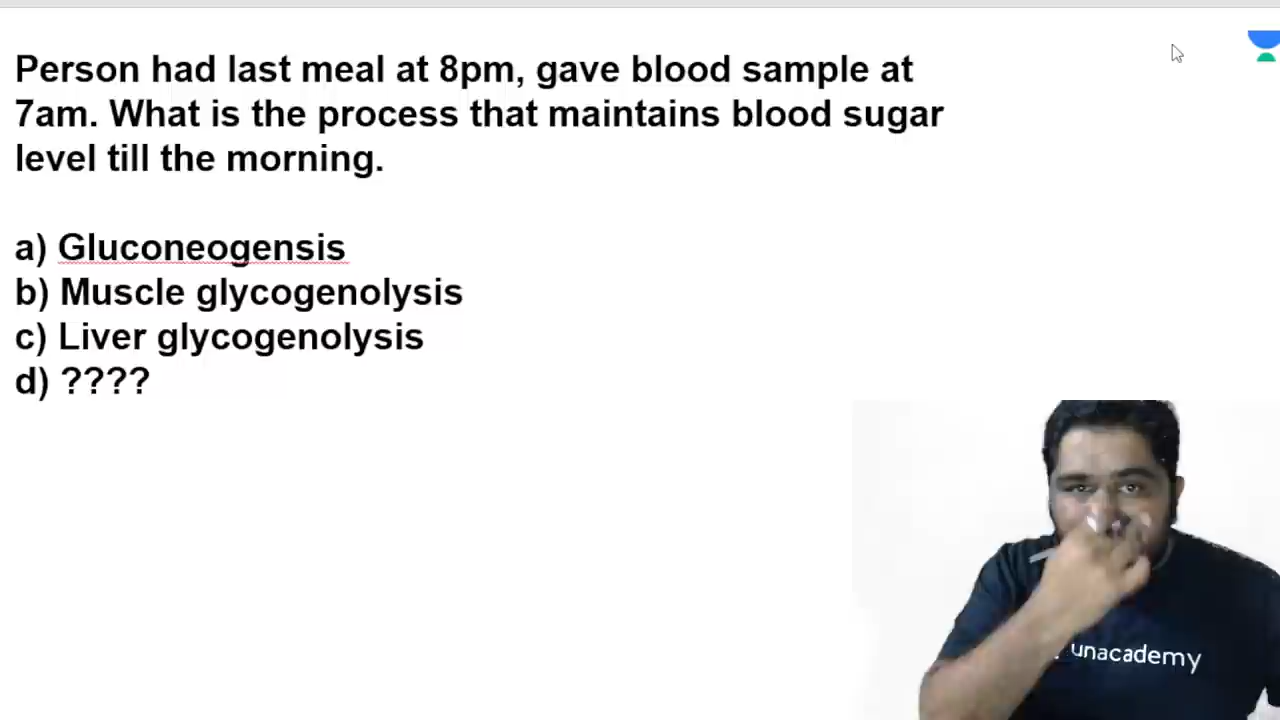 Person had last meal at 8pm, gave blood sample at
7am. What is the process that maintains blood sugar
level till the morning.
a) Gluconeogensis
b) Muscle glycogenolysis
c) Liver glycogenolysis
d) ????
unacademy